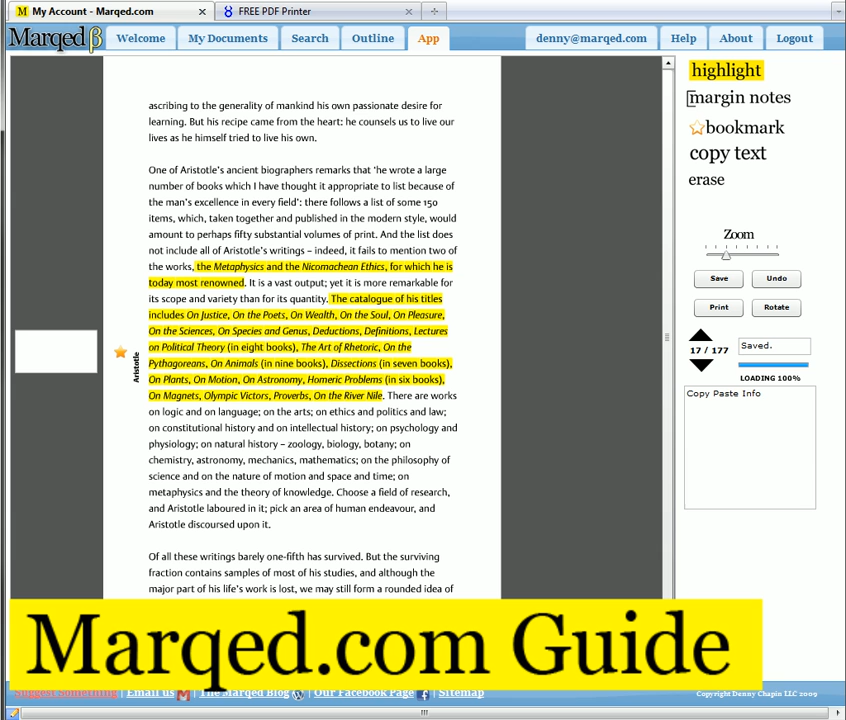 My Account - Marqed.com
FREE PDF Printer
Marqed β
Welcome
My Documents
Search
Outline
App
denny@marqed.com
Help
About
Logout
ascribing to the generality of mankind his own passionate desire for
learning. But his recipe came from the heart: he counsels us to live our
lives as he himself tried to live his own.
One of Aristotle's ancient biographers remarks that 'he wrote a large
number of books which I have thought it appropriate to list because of
the man's excellence in every field': there follows a list of some 150
items, which, taken together and published in the modern style, would
amount to perhaps fifty substantial volumes of print. And the list does
not include all of Aristotle's writings – indeed, it fails to mention two of
the works, the Metaphysics and the Nicomachean Ethics, for which he is
today most renowned. It is a vast output; yet it is more remarkable for
its scope and variety than for its quantity. The catalogue of his titles
includes On Justice, On the Poets, On Wealth, On the Soul, On Pleasure,
On the Sciences, On Species and Genus, Deductions, Definitions, Lectures
on Political Theory (in eight books), The Art of Rhetoric, On the
Pythagoreans, On Animals (in nine books), Dissections (in seven books),
On Plants, On Motion, On Astronomy, Homeric Problems (in six books),
On Magnets, Olympic Victors, Proverbs, On the River Nile. There are works
on logic and on language; on the arts; on ethics and politics and law;
on constitutional history and on intellectual history; on psychology and
physiology; on natural history – zoology, biology, botany; on
chemistry, astronomy, mechanics, mathematics; on the philosophy of
science and on the nature of motion and space and time; on
metaphysics and the theory of knowledge. Choose a field of research,
and Aristotle laboured in it; pick an area of human endeavour, and
Aristotle discoursed upon it.
Of all these writings barely one-fifth has survived. But the surviving
fraction contains samples of most of his studies, and although the
major part of his life's work is lost, we may still form a rounded idea of
Aristotle
highlight
margin notes
bookmark
copy text
erase
Zoom
Save
Undo
Print
Rotate
17 / 177
Saved.
LOADING 100%
Copy Paste Info
Marqed.com Guide
Suggest Something | Email us | The Marqed Blog | Our Facebook Page | Sitemap
Copyright Denny Chapin LLC 2009